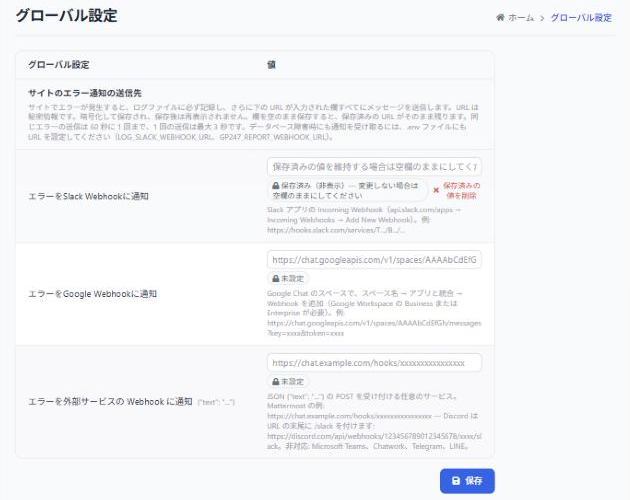 グローバル設定
ホーム > グローバル設定
グローバル設定 値
サイトのエラー通知の送信先
サイトでエラーが発生すると、ログファイルに必ず記録し、さらに下の URL が入力された欄すべてにメッセージを送信します。URL は
秘密情報です。暗号化して保存され、保存後は再表示されません。欄を空のまま保存すると、保存済みの URL がそのまま残ります。同
じエラーの送信は 60 秒に 1 回まで、1 回の送信は最大 3 秒です。データベース障害時にも通知を受け取るには、.env ファイルにも
URL を設定してください（LOG_SLACK_WEBHOOK_URL、GP247_REPORT_WEBHOOK_URL）。
エラーをSlack Webhookに通知
保存済みの値を維持する場合は空欄のままにしてくだ
保存済み（非表示）— 変更しない場合は
空欄のままにしてください
保存済みの
値を削除
Slack アプリの Incoming Webhook（api.slack.com/apps →
Incoming Webhooks → Add New Webhook）。例:
https://hooks.slack.com/services/T.../B.../...
エラーをGoogle Webhookに通知
https://chat.googleapis.com/v1/spaces/AAAAbCdEfG
未設定
Google Chat のスペースで、スペース名 → アプリと統合 →
Webhook を追加（Google Workspace の Business または
Enterprise が必要）。例:
https://chat.googleapis.com/v1/spaces/AAAAbCdEfGh/messages
?key=xxxx&token=xxxx
エラーを外部サービスの Webhook に通知 {"text": "..."}
https://chat.example.com/hooks/xxxxxxxxxxxxxxxx
未設定
JSON {"text": "..."} の POST を受け付ける任意のサービス。
Mattermost の例:
https://chat.example.com/hooks/xxxxxxxxxxxxxxxx — Discord は
URL の末尾に /slack を付けます:
https://discord.com/api/webhooks/123456789012345678/xxxx/sl
ack。非対応: Microsoft Teams、Chatwork、Telegram、LINE。
保存